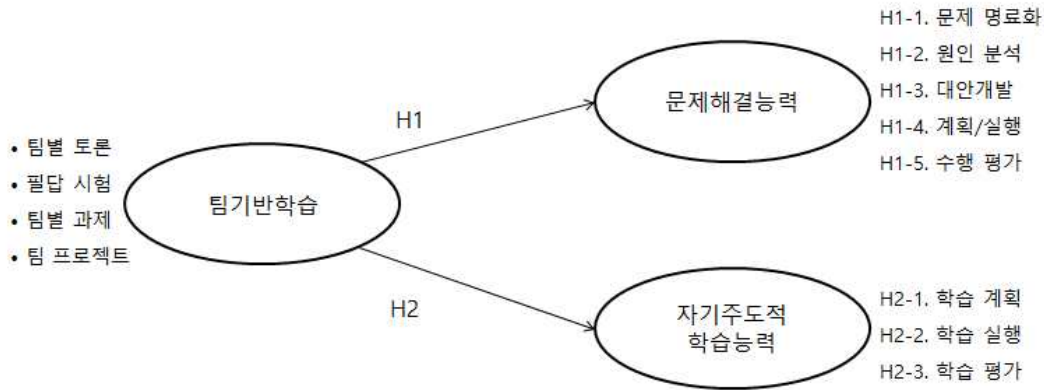 H1-1. 문제 명료화
H1-2. 원인 분석
H1-3. 대안개발
H1-4. 계획/실행
H1-5. 수행 평가
문제해결능력
H1
• 팀별 토론
• 필답 시험
• 팀별 과제
• 팀 프로젝트
팀기반학습
H2
자기주도적
학습능력
H2-1. 학습 계획
H2-2. 학습 실행
H2-3. 학습 평가